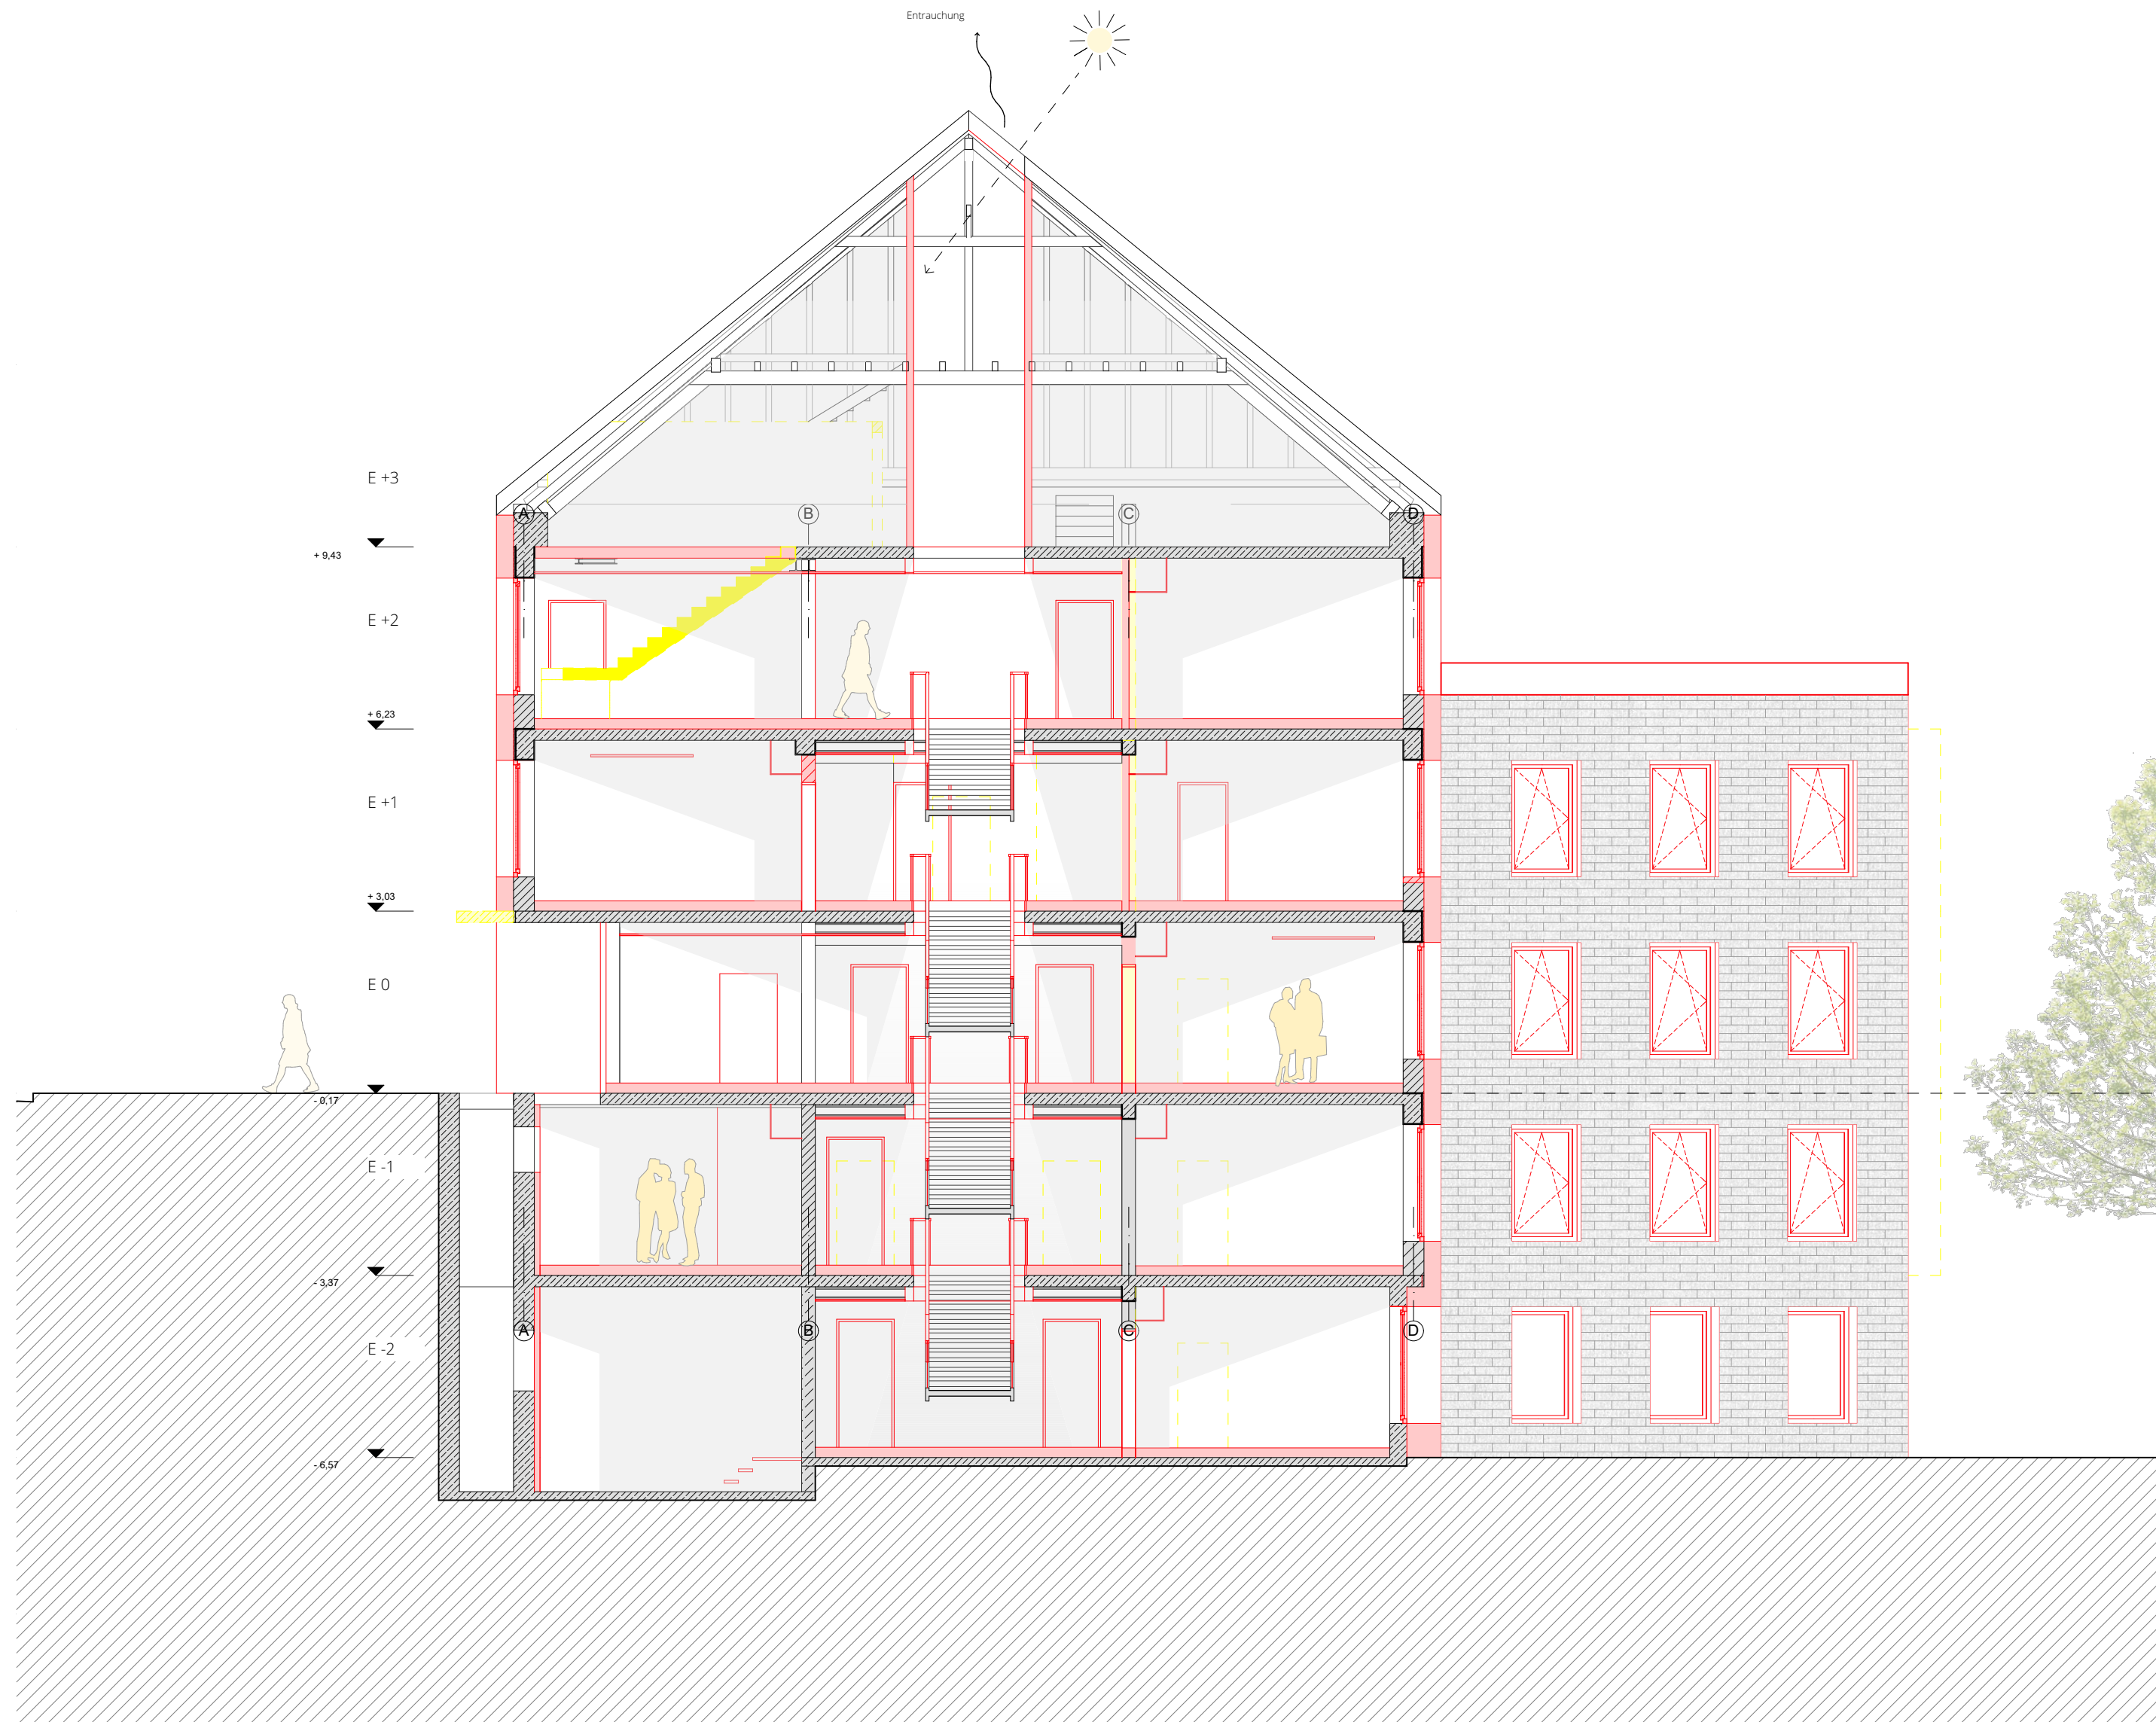 Entrauchung
E +3
A
B
C
D
+ 9,43
E +2
+ 6,23
E +1
+ 3,03
E 0
- 0,17
E -1
- 3,37
A
B
C
D
E -2
- 6,57